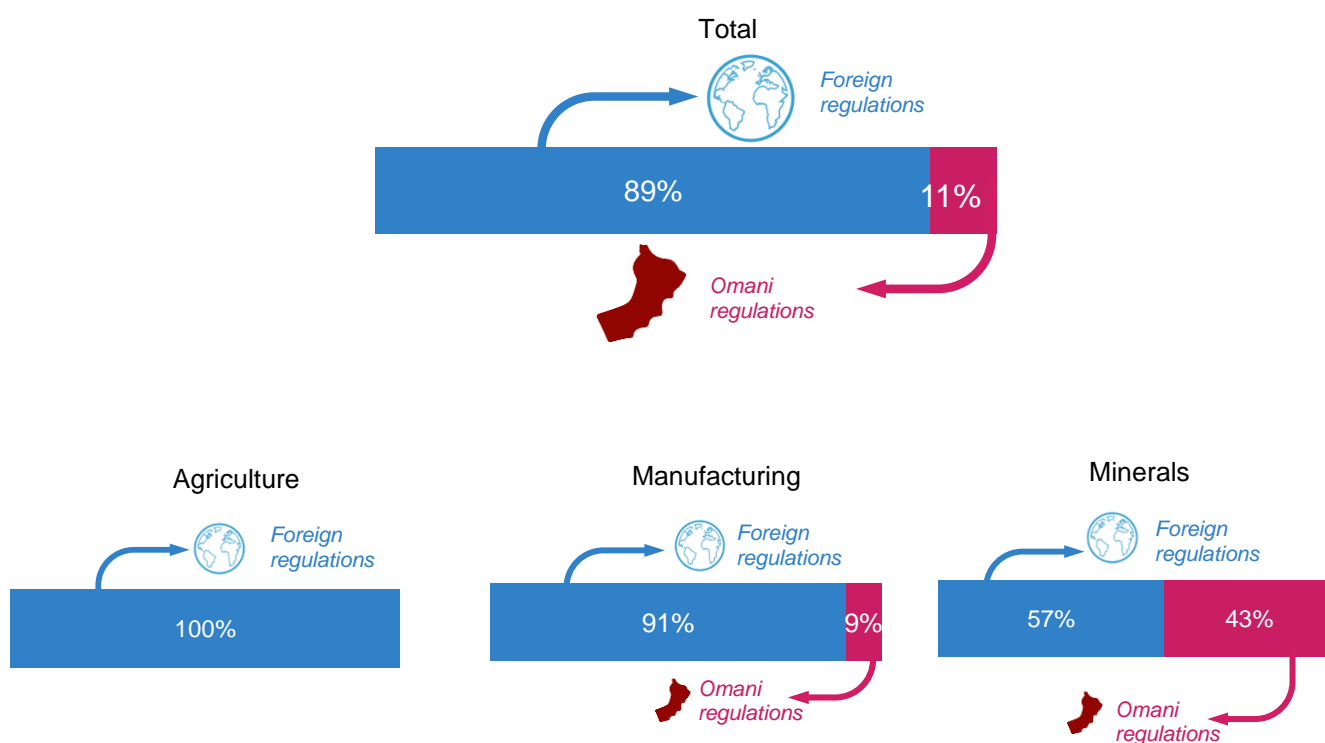 Total
Foreign
regulations
89%
11%
Omani
regulations
Agriculture
Foreign
regulations
100%
Manufacturing
Foreign
regulations
91%
9%
Omani
regulations
Minerals
Foreign
regulations
57%
43%
Omani
regulations